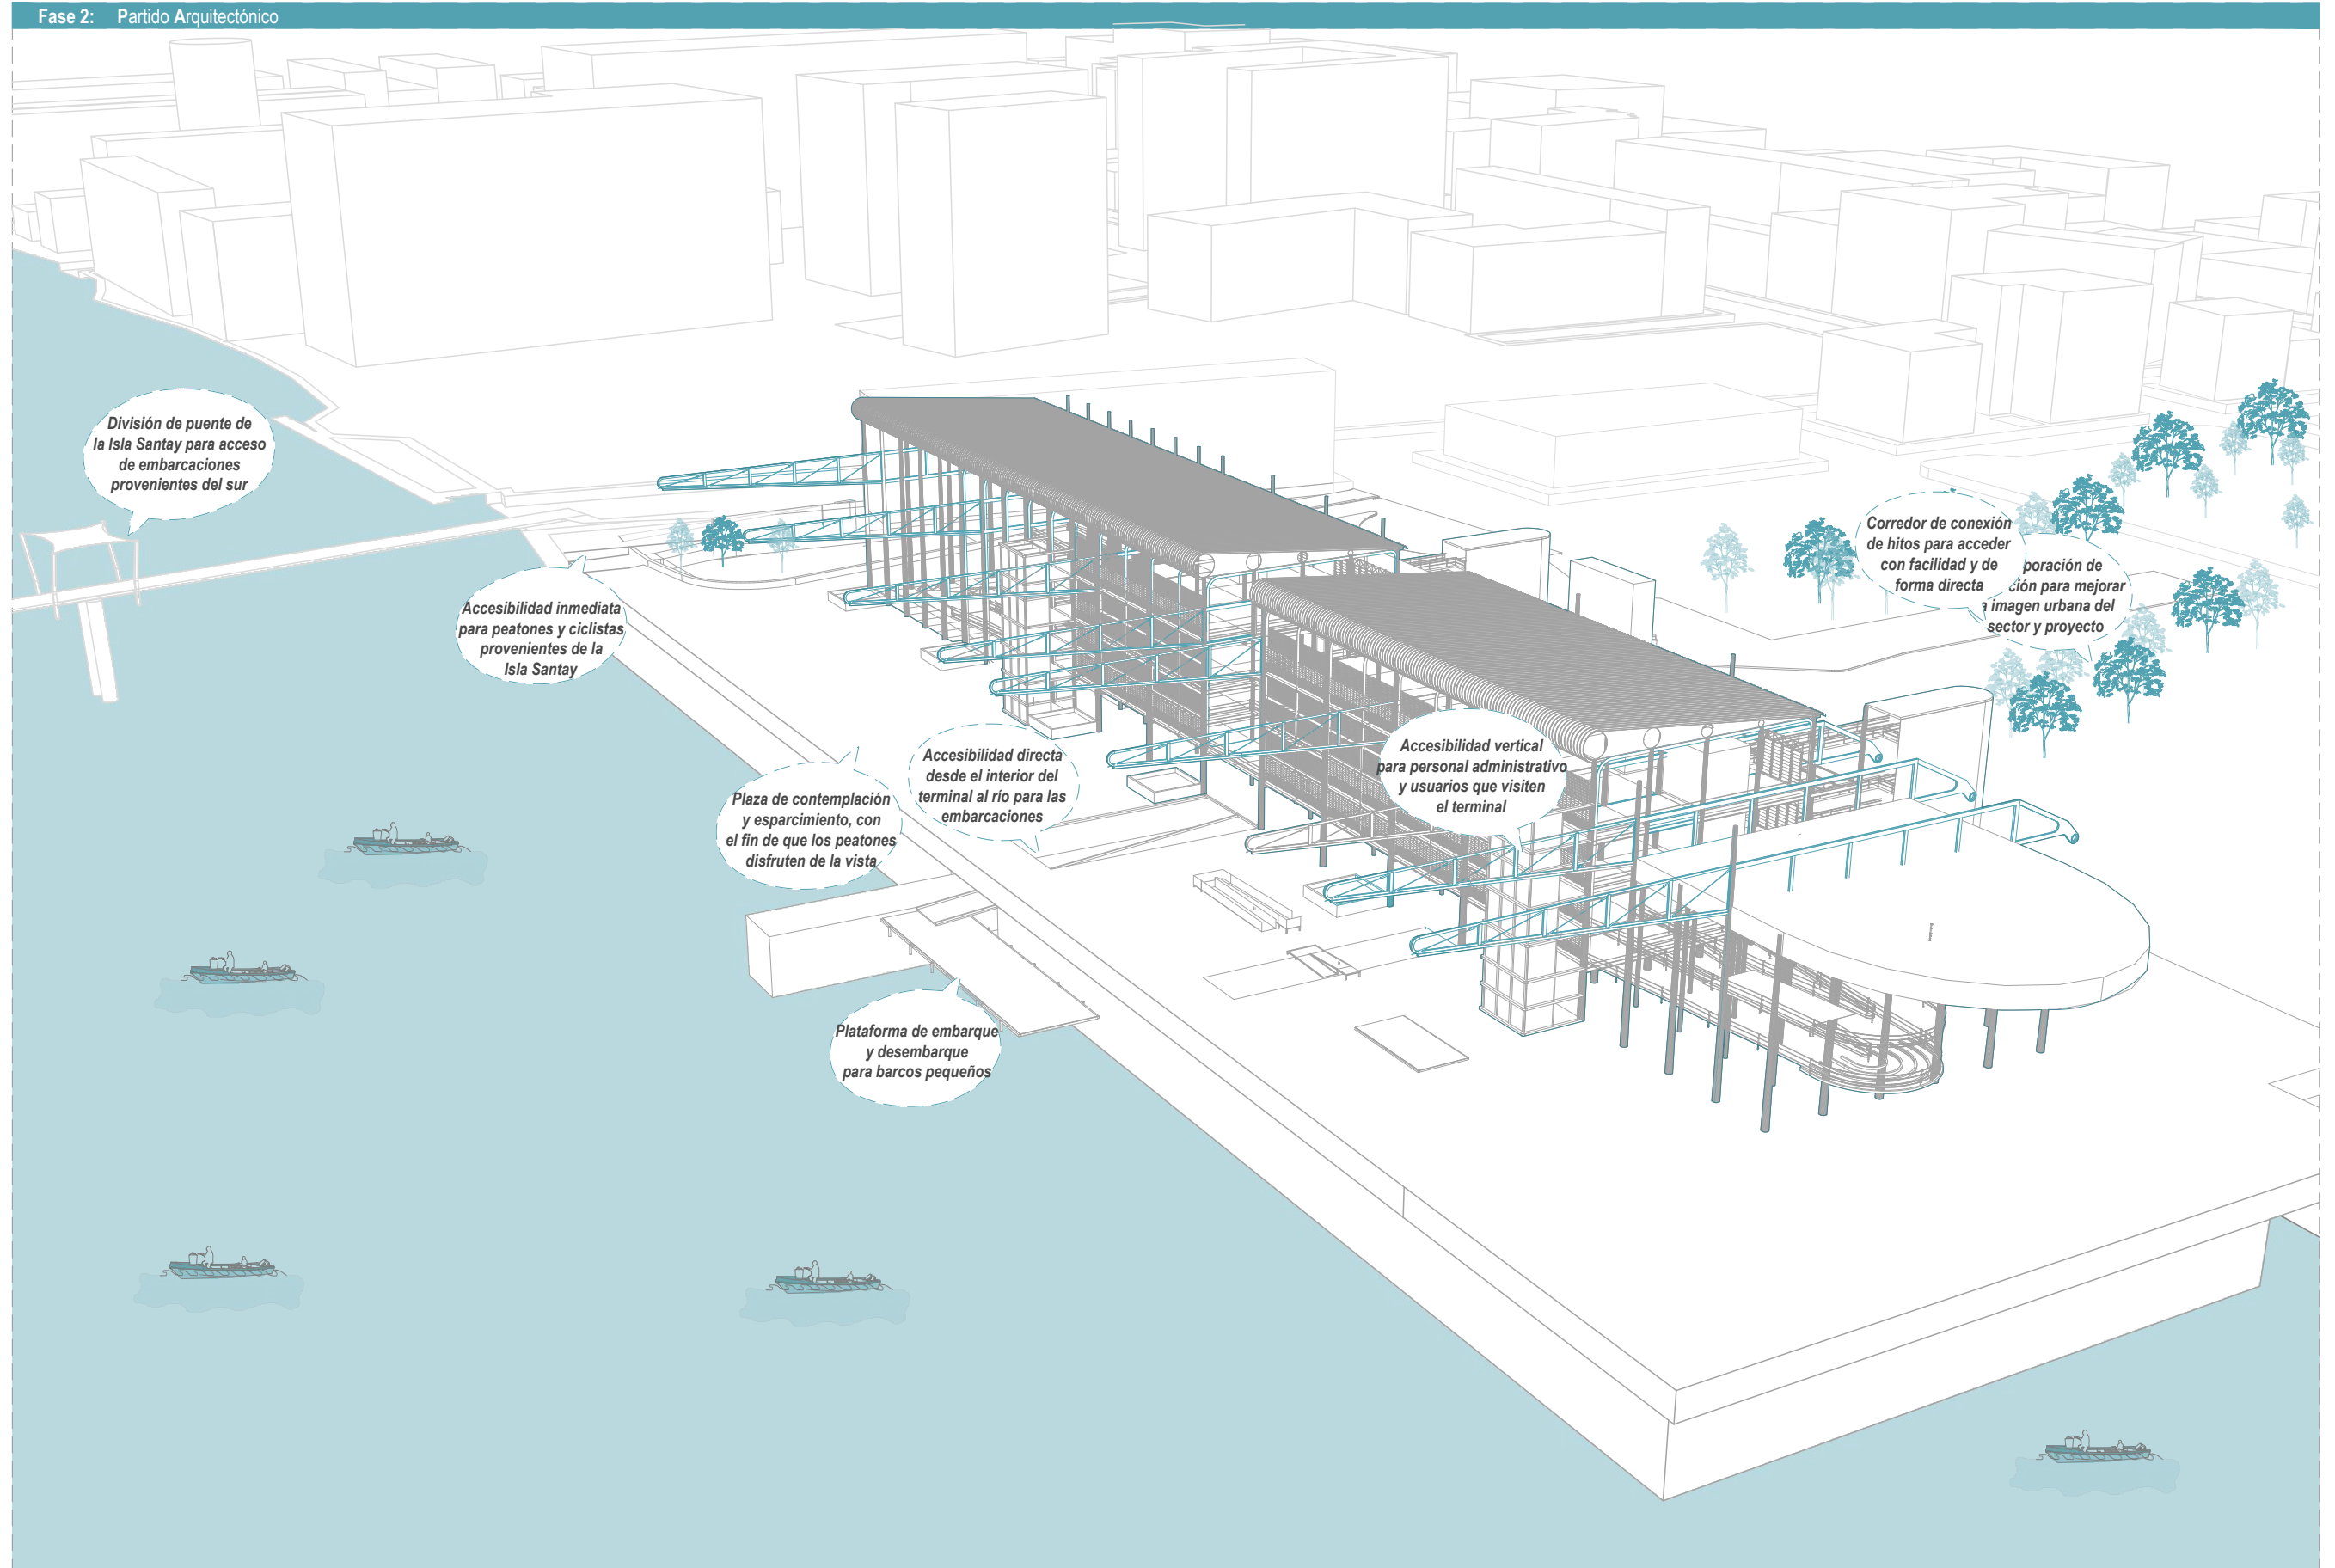 Fase 2: Partido Arquitectónico
División de puente de
la Isla Santay para acceso
de embarcaciones
provenientes del sur
Accesibilidad inmediata
para peatones y ciclistas
provenientes de la
Isla Santay
Plaza de contemplación
y esparcimiento, con
el fin de que los peatones
disfruten de la vista
Accesibilidad directa
desde el interior del
terminal al río para las
embarcaciones
Plataforma de embarque
y desembarque
para barcos pequeños
Accesibilidad vertical
para personal administrativo
y usuarios que visiten
el terminal
Corredor de conexión
de hitos para acceder
con facilidad y de
forma directa
de
para mejorar
imagen urbana del
sector y proyecto